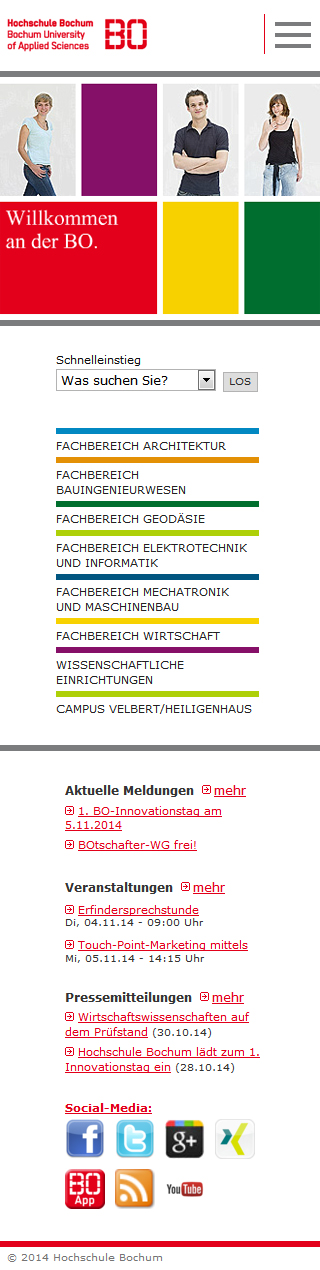 Hochschule Bochum
Bochum University
of Applied Sciences
BO
Willkommen
an der BO.
Schnelleinstieg
Was suchen Sie?
LOS
FACHBEREICH ARCHITEKTUR
FACHBEREICH
BAUINGENIEURWESEN
FACHBEREICH GEODÄSIE
FACHBEREICH ELEKTROTECHNIK
UND INFORMATIK
FACHBEREICH MECHATRONIK
UND MASCHINENBAU
FACHBEREICH WIRTSCHAFT
WISSENSCHAFTLICHE
EINRICHTUNGEN
CAMPUS VELBERT/HEILIGENHAUS
Aktuelle Meldungen mehr
1. BO-Innovationstag am
5.11.2014
BOtschafter-WG frei!
Veranstaltungen mehr
Erfindersprechstunde
Di, 04.11.14 - 09:00 Uhr
Touch-Point-Marketing mittels
Mi, 05.11.14 - 14:15 Uhr
Pressemitteilungen mehr
Wirtschaftswissenschaften auf
dem Prüfstand (30.10.14)
Hochschule Bochum lädt zum 1.
Innovationstag ein (28.10.14)
Social-Media:
f t g+
BO
App
YouTube
© 2014 Hochschule Bochum